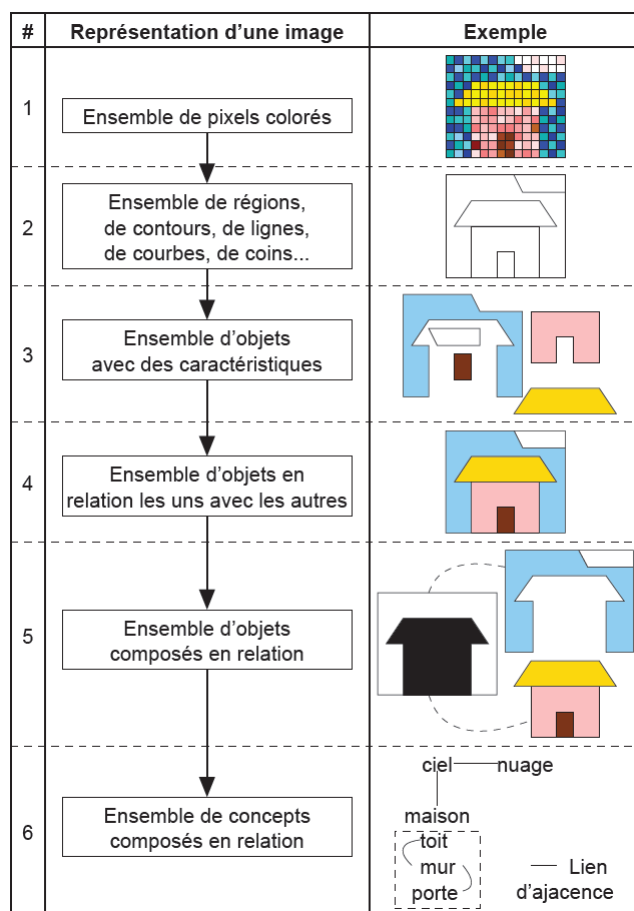 # Représentation d'une image Exemple
1
Ensemble de pixels colorés
2
Ensemble de régions,
de contours, de lignes,
de courbes, de coins...
3
Ensemble d'objets
avec des caractéristiques
4
Ensemble d'objets en
relation les uns avec les autres
5
Ensemble d'objets
composés en relation
6
Ensemble de concepts
composés en relation
ciel nuage
maison
toit
mur
porte
Lien
d'ajacence